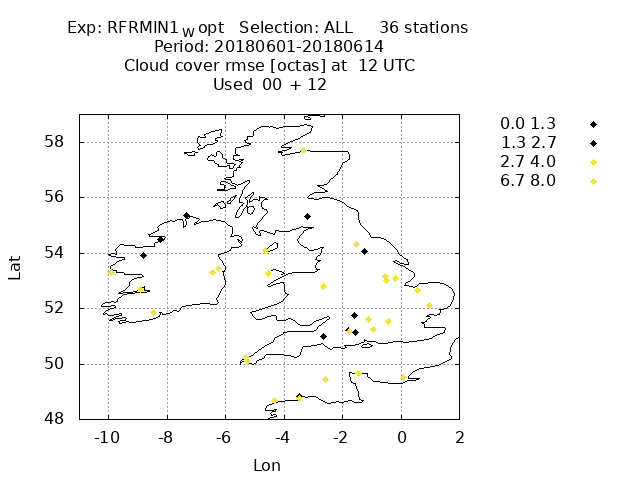 Exp: RFRMIN1w opt Selection: ALL 36 stations
Period: 20180601-20180614
Cloud cover rmse [octas] at 12 UTC
Used 00 + 12
0.0 1.3
1.3 2.7
2.7 4.0
6.7 8.0
58
56
54
52
50
48
Lat
-10 -8 -6 -4 -2 0 2
Lon